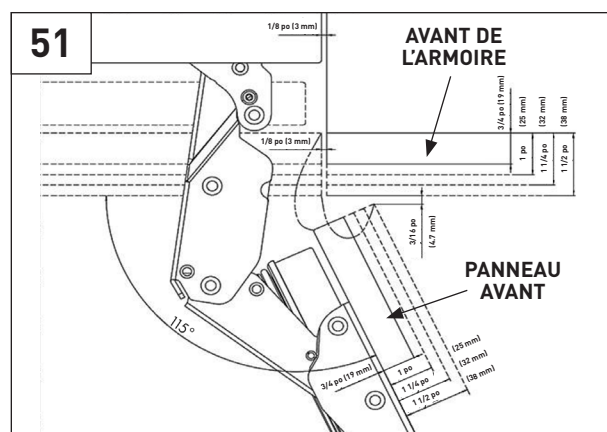 51
1/8 po (3 mm)
AVANT DE
L'ARMOIRE
3/4 po (19 mm)
(25 mm)
(32 mm)
(38 mm)
1/8 po (3 mm)
1 po
1 1/4 po
1 1/2 po
3/16 po
(4.7 mm)
PANNEAU
AVANT
115°
3/4 po (19 mm)
1 po
1 1/4 po
1 1/2 po
(25 mm)
(32 mm)
(38 mm)